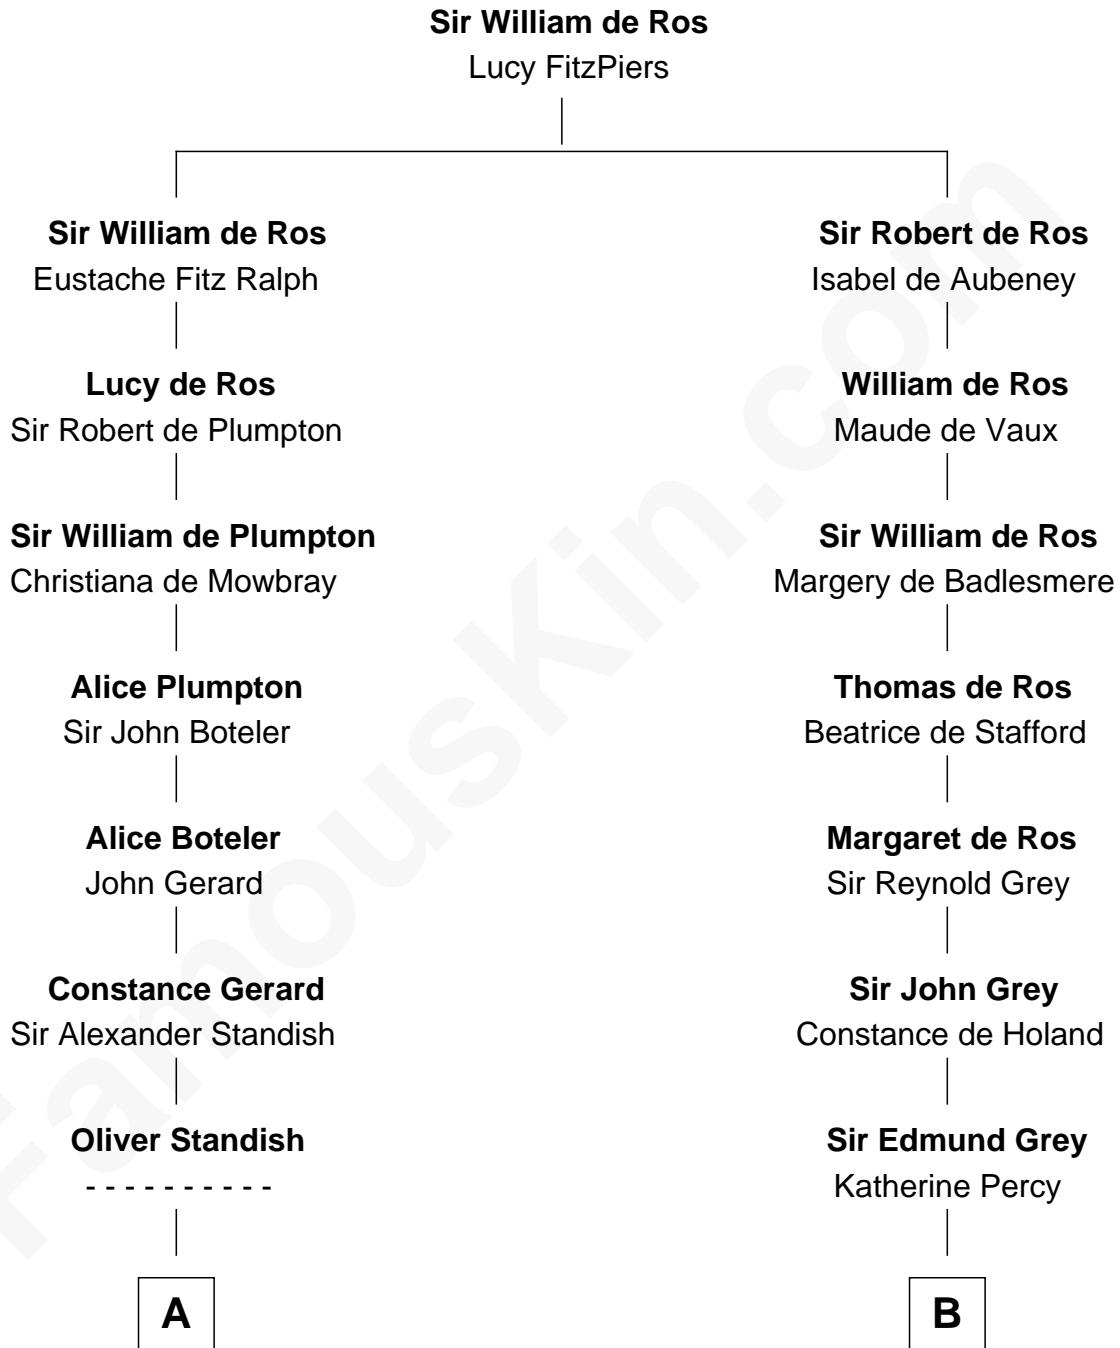 Sir William de Ros
Lucy FitzPiers
Sir William de Ros
Eustache Fitz Ralph
Lucy de Ros
Sir Robert de Plumpton
Sir William de Plumpton
Christiana de Mowbray
Alice Plumpton
Sir John Boteler
Alice Boteler
John Gerard
Constance Gerard
Sir Alexander Standish
Oliver Standish
- - - - - - - - - -
A
Sir Robert de Ros
Isabel de Aubeney
William de Ros
Maude de Vaux
Sir William de Ros
Margery de Badlesmere
Thomas de Ros
Beatrice de Stafford
Margaret de Ros
Sir Reynold Grey
Sir John Grey
Constance de Holand
Sir Edmund Grey
Katherine Percy
B
FamousKin.com